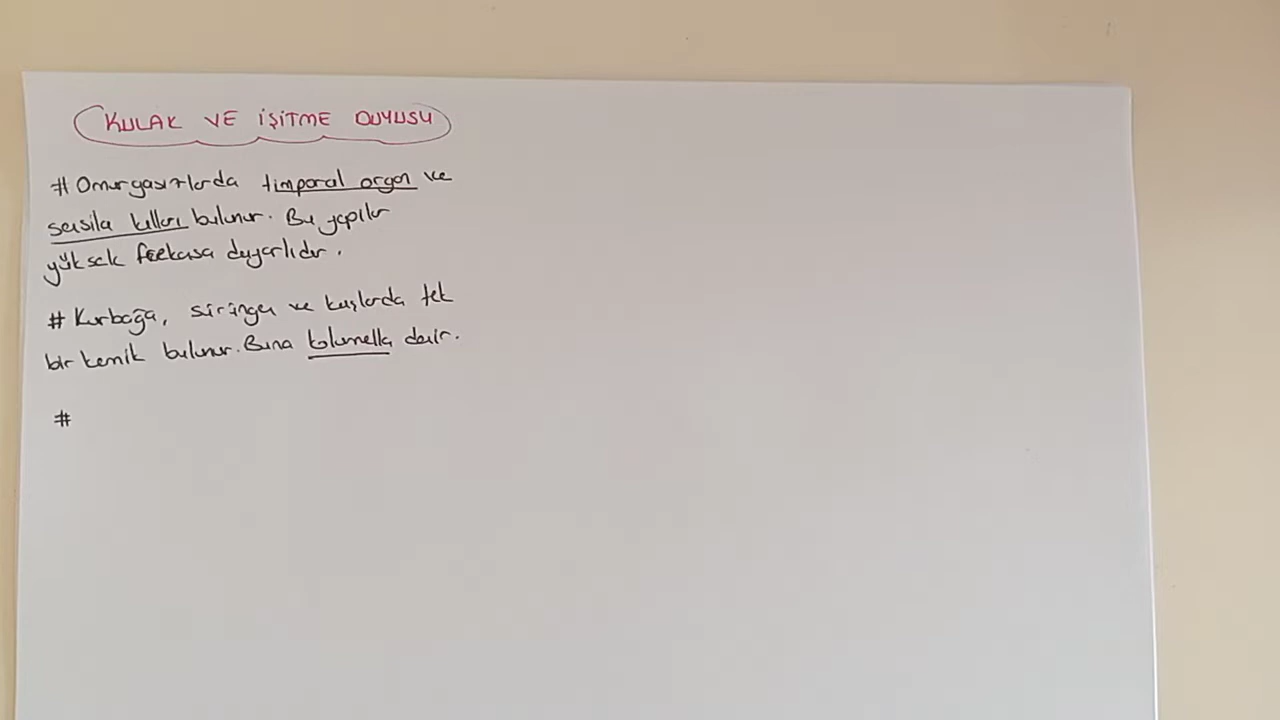 KULAK VE İŞİTME DUYUSU
# Omurgasızlarda timporal organ ve
sensila kılları bulunur. Bu yapılar
yüksek frekansa duyarlıdır.
# Kurbağa, sürüngen ve kuşlarda tek
bir kemik bulunur. Buna kolumella denir.
#